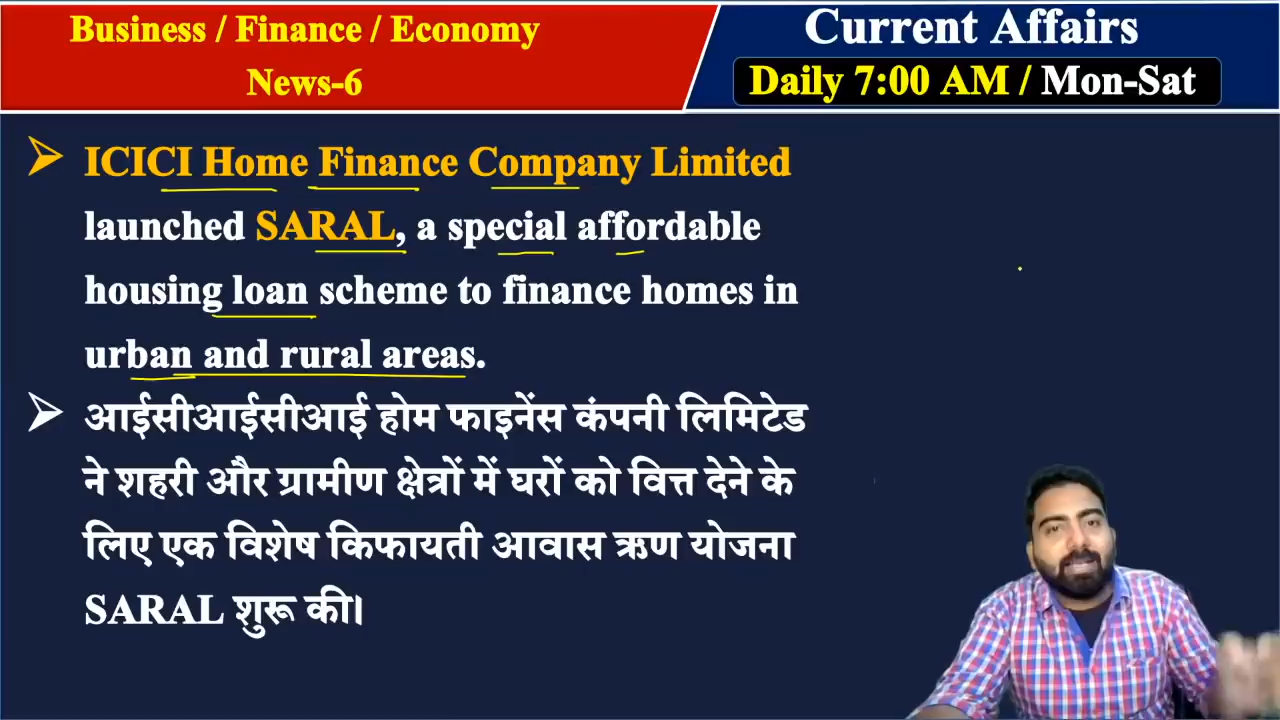 Business / Finance / Economy
News-6
Current Affairs
Daily 7:00 AM / Mon-Sat
ICICI Home Finance Company Limited
launched SARAL, a special affordable
housing loan scheme to finance homes in
urban and rural areas.
आईसीआईसीआई होम फाइनेंस कंपनी लिमिटेड
ने शहरी और ग्रामीण क्षेत्रों में घरों को वित्त देने के
लिए एक विशेष किफायती आवास ऋण योजना
SARAL शुरू की।